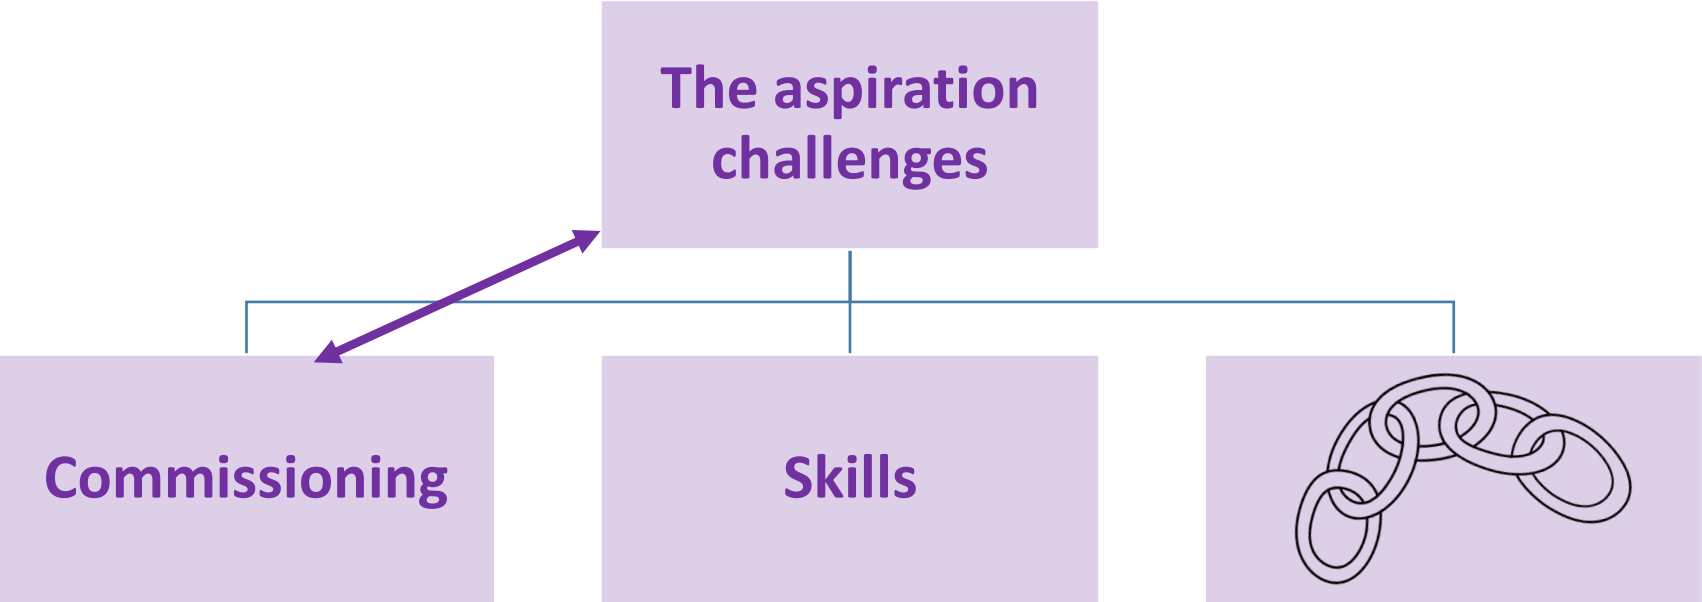 The aspiration
challenges
Commissioning
Skills